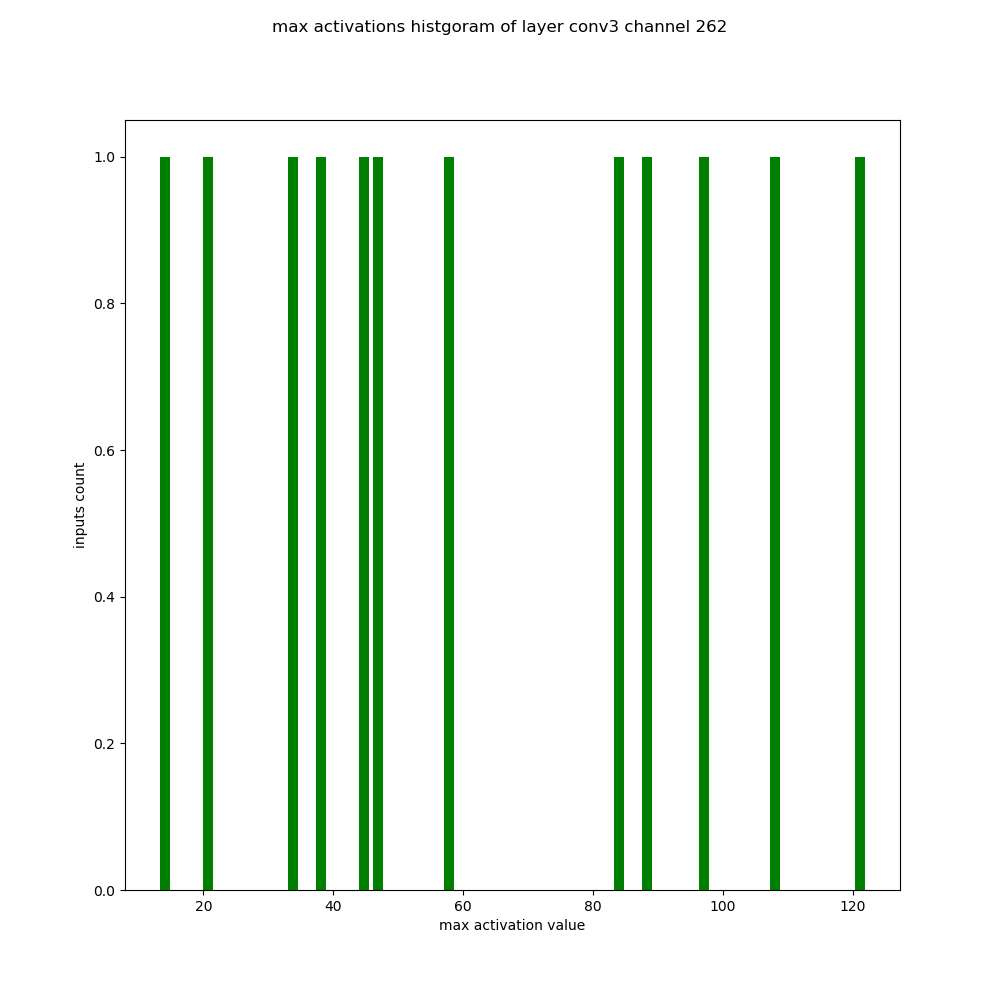 max activations histgoram of layer conv3 channel 262
1.0
0.8
0.6
0.4
0.2
0.0
inputs count
20 40 60 80 100 120
max activation value